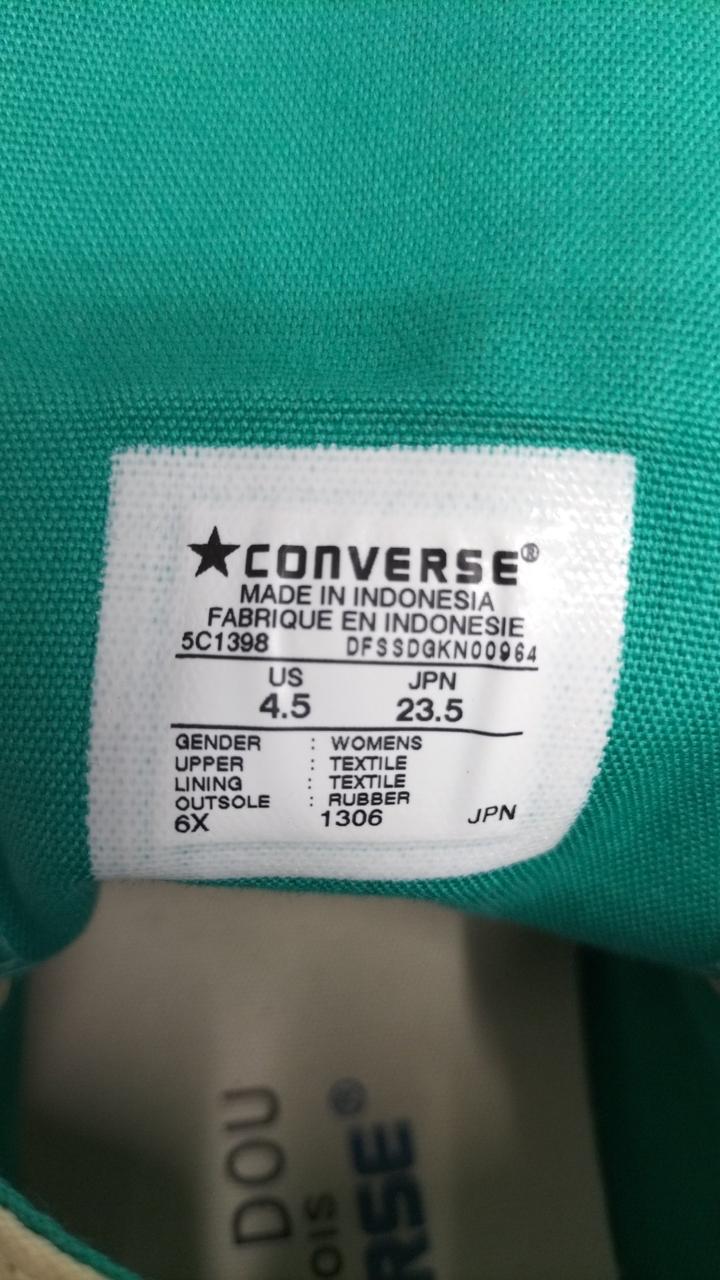 ★CONVERSE®
MADE IN INDONESIA
FABRIQUE EN INDONESIE
5C1398 DFSSDGKN00964
US JPN
4.5 23.5
GENDER : WOMENS
UPPER : TEXTILE
LINING : TEXTILE
OUTSOLE : RUBBER
6X 1306 JPN
DOU
OIS
RSE®